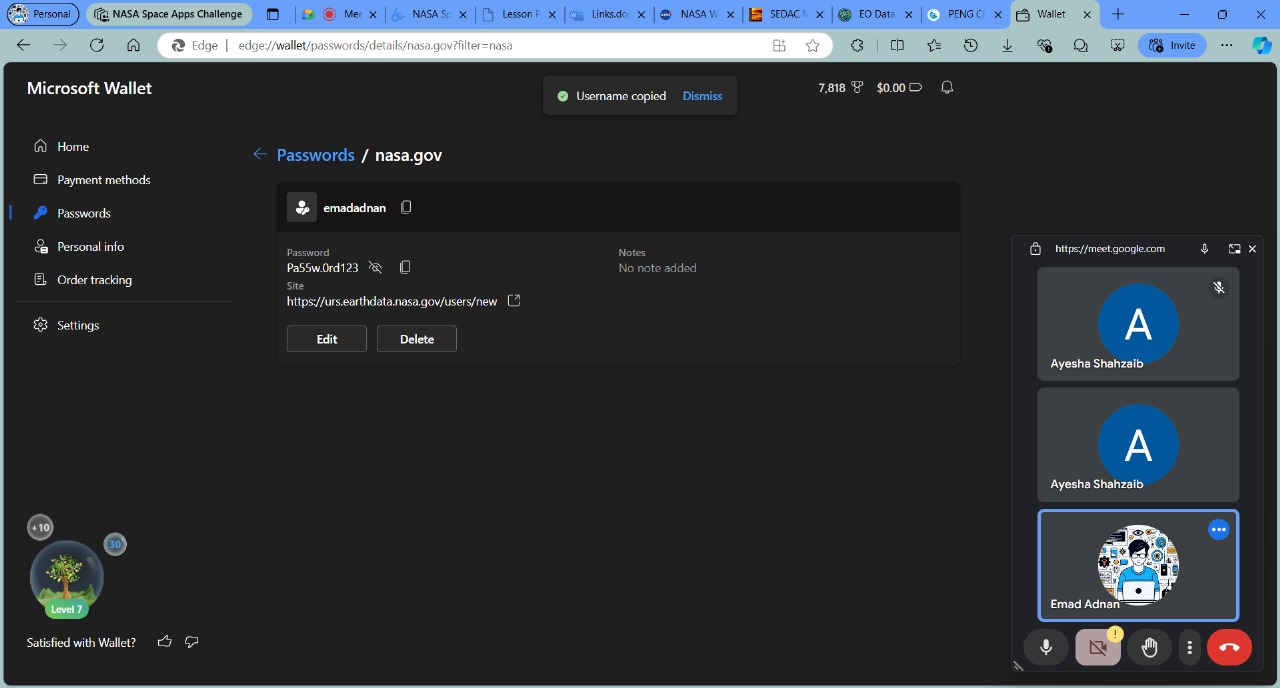 Personal
NASA Space Apps Challenge
Me
NASA Sp
Lesson P
Links.do
NASA W
SEDAC M
EO Data
PENG C
Wallet
Edge
edge://wallet/passwords/details/nasa.gov?filter=nasa
Invite
Microsoft Wallet
Username copied Dismiss
7,818
$0.00
Home
Payment methods
Passwords
Personal info
Order tracking
Settings
Passwords / nasa.gov
emadadnan
Password
Pa55w.0rd123
Site
https://urs.earthdata.nasa.gov/users/new
Notes
No note added
Edit
Delete
https://meet.google.com
A
Ayesha Shahzaib
A
Ayesha Shahzaib
Emad Adnan
+10
30
Level 7
Satisfied with Wallet?